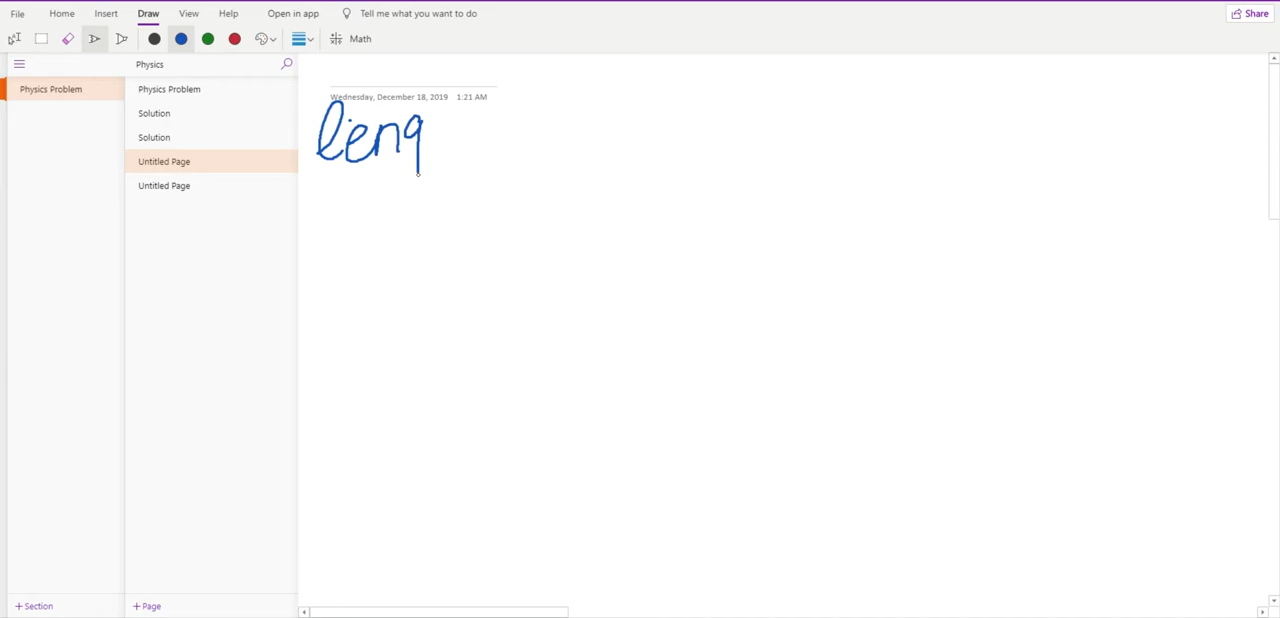 File Home Insert Draw View Help Open in app Tell me what you want to do Share
Math
Physics
Physics Problem
Physics Problem
Solution
Solution
Untitled Page
Untitled Page
Wednesday, December 18, 2019 1:21 AM
leng
+ Section
+ Page